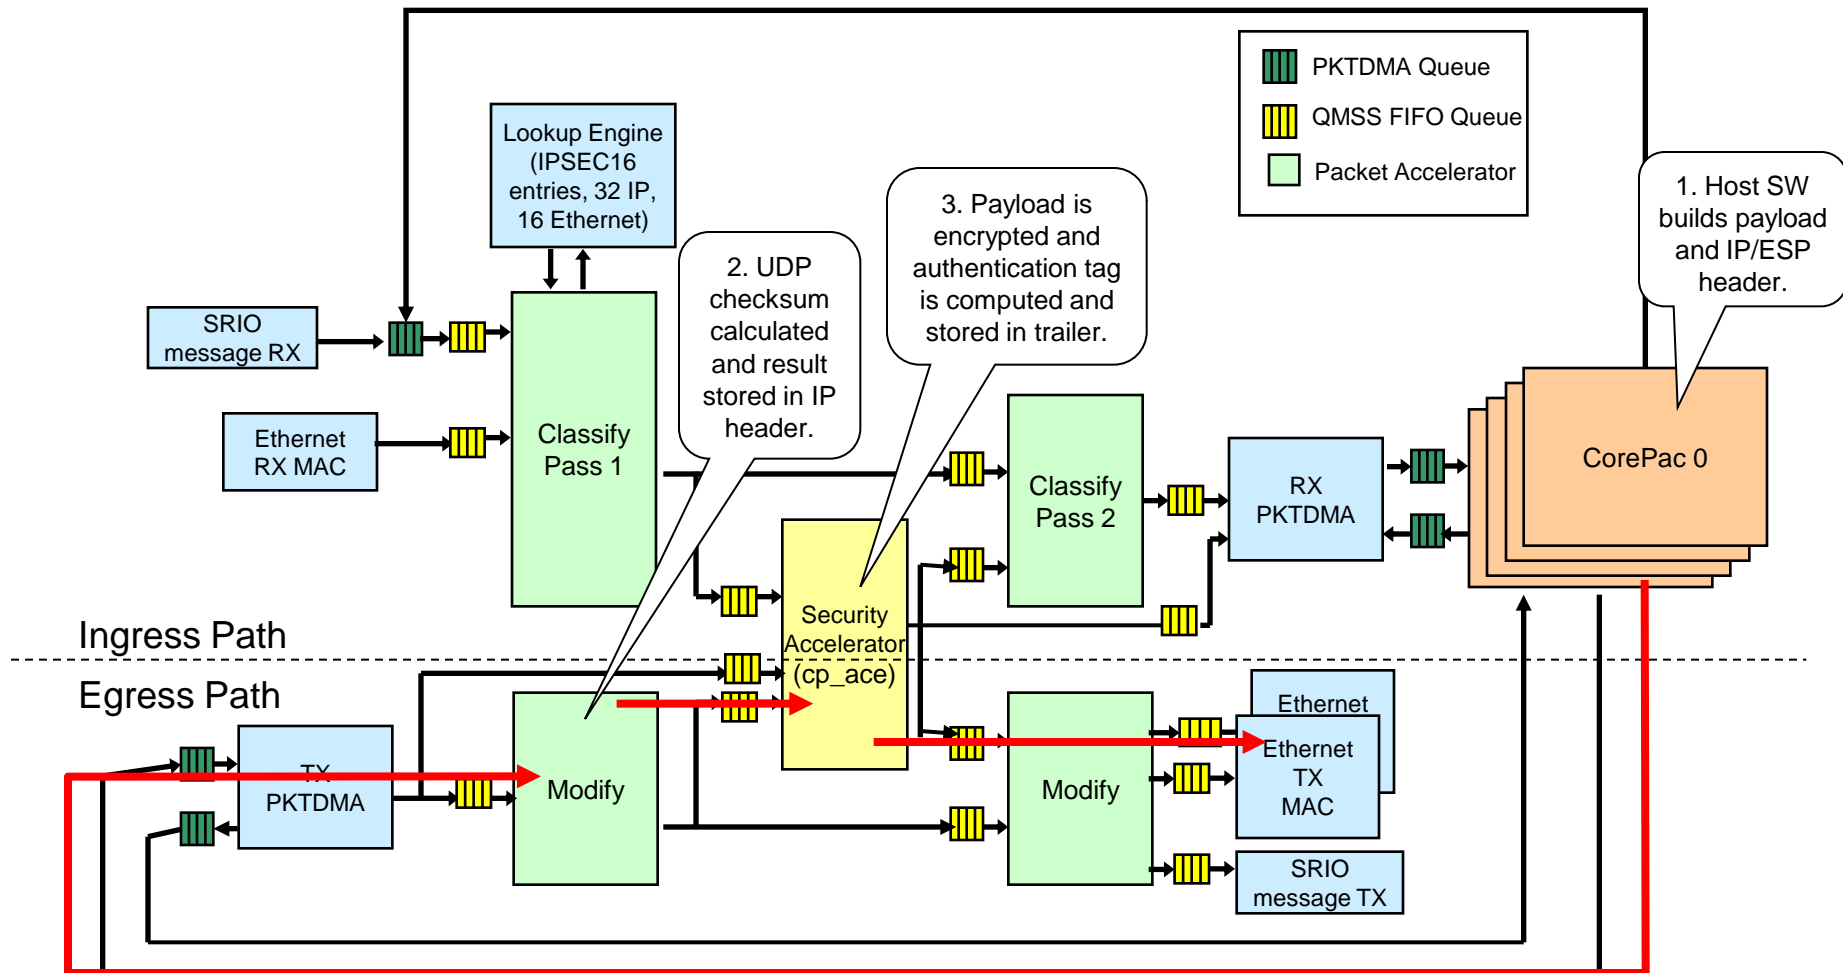 PKTDMA Queue
QMSS FIFO Queue
Packet Accelerator
Lookup Engine
(IPSEC16
entries, 32 IP,
16 Ethernet)
1. Host SW
builds payload
and IP/ESP
header.
3. Payload is
encrypted and
authentication tag
is computed and
stored in trailer.
2. UDP
checksum
calculated
and result
stored in IP
header.
SRIO
message RX
Ethernet
RX MAC
Classify
Pass 1
Classify
Pass 2
RX
PKTDMA
CorePac 0
Security
Accelerator
(cp_ace)
Ingress Path
Egress Path
TX
PKTDMA
Modify
Modify
Ethernet
Ethernet
TX
MAC
SRIO
message TX